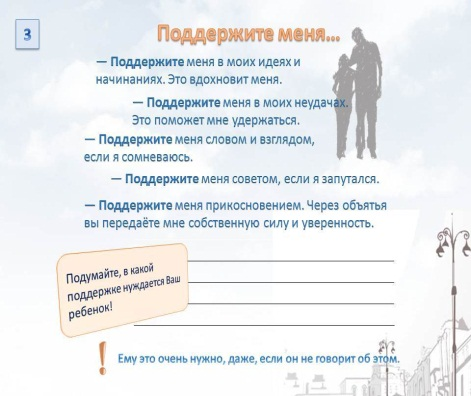 3
Поддержите меня...
— Поддержите меня в моих идеях и
начинаниях. Это вдохновит меня.
— Поддержите меня в моих неудачах.
Это поможет мне удержаться.
— Поддержите меня словом и взглядом,
если я сомневаюсь.
— Поддержите меня советом, если я запутался.
— Поддержите меня прикосновением. Через объятья
вы передаёте мне собственную силу и уверенность.
Подумайте, в какой
поддержке нуждается Ваш
ребенок!
! Ему это очень нужно, даже, если он не говорит об этом.